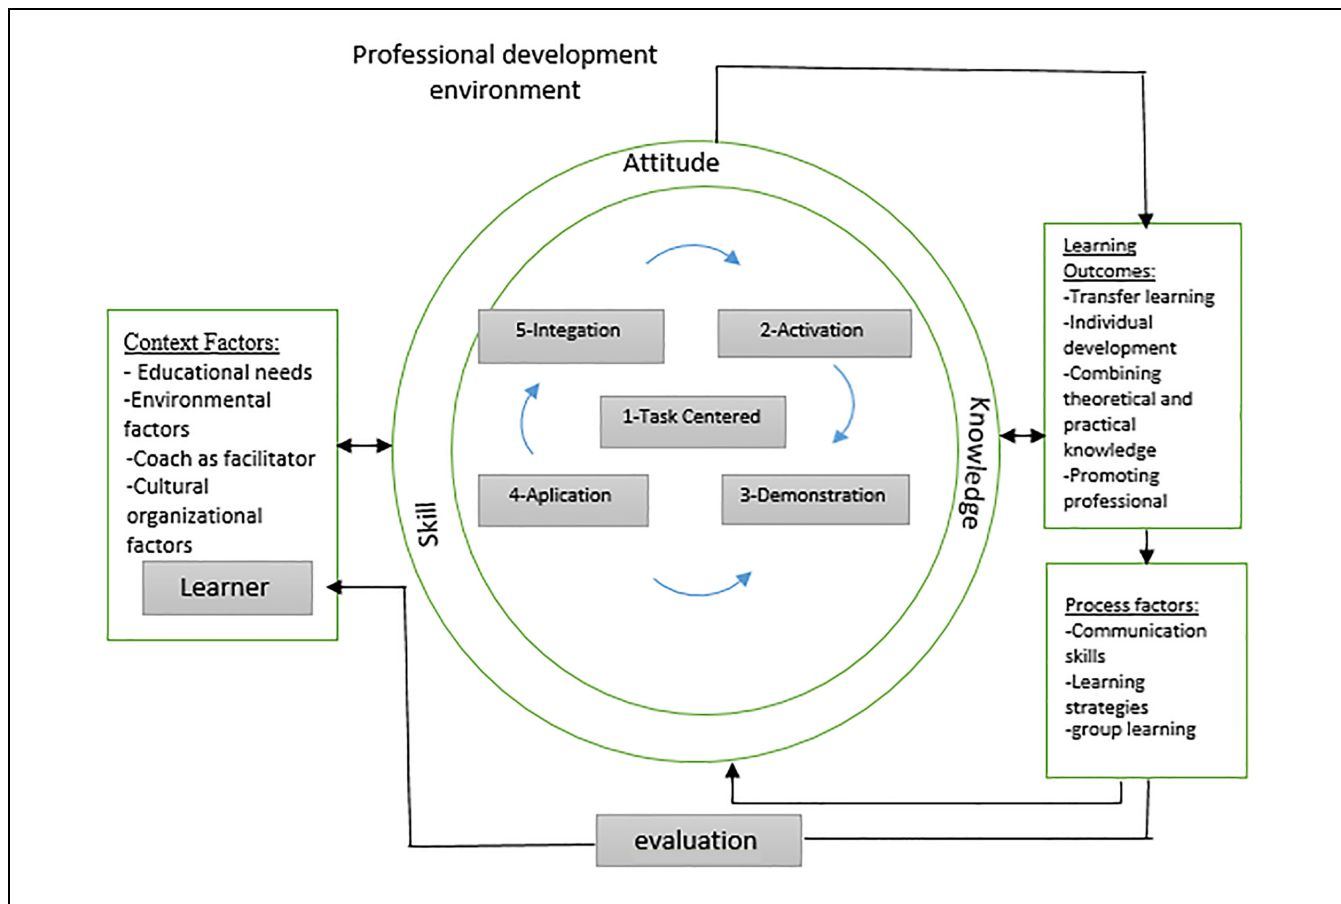 Professional development
environment
Attitude
Knowledge
Skill
5-Integation
2-Activation
1-Task Centered
4-Aplication
3-Demonstration
Context Factors:
- Educational needs
-Environmental
factors
-Coach as facilitator
-Cultural
organizational
factors
Learner
Learning
Outcomes:
-Transfer learning
-Individual
development
-Combining
theoretical and
practical
knowledge
-Promoting
professional
Process factors:
-Communication
skills
-Learning
strategies
-group learning
evaluation